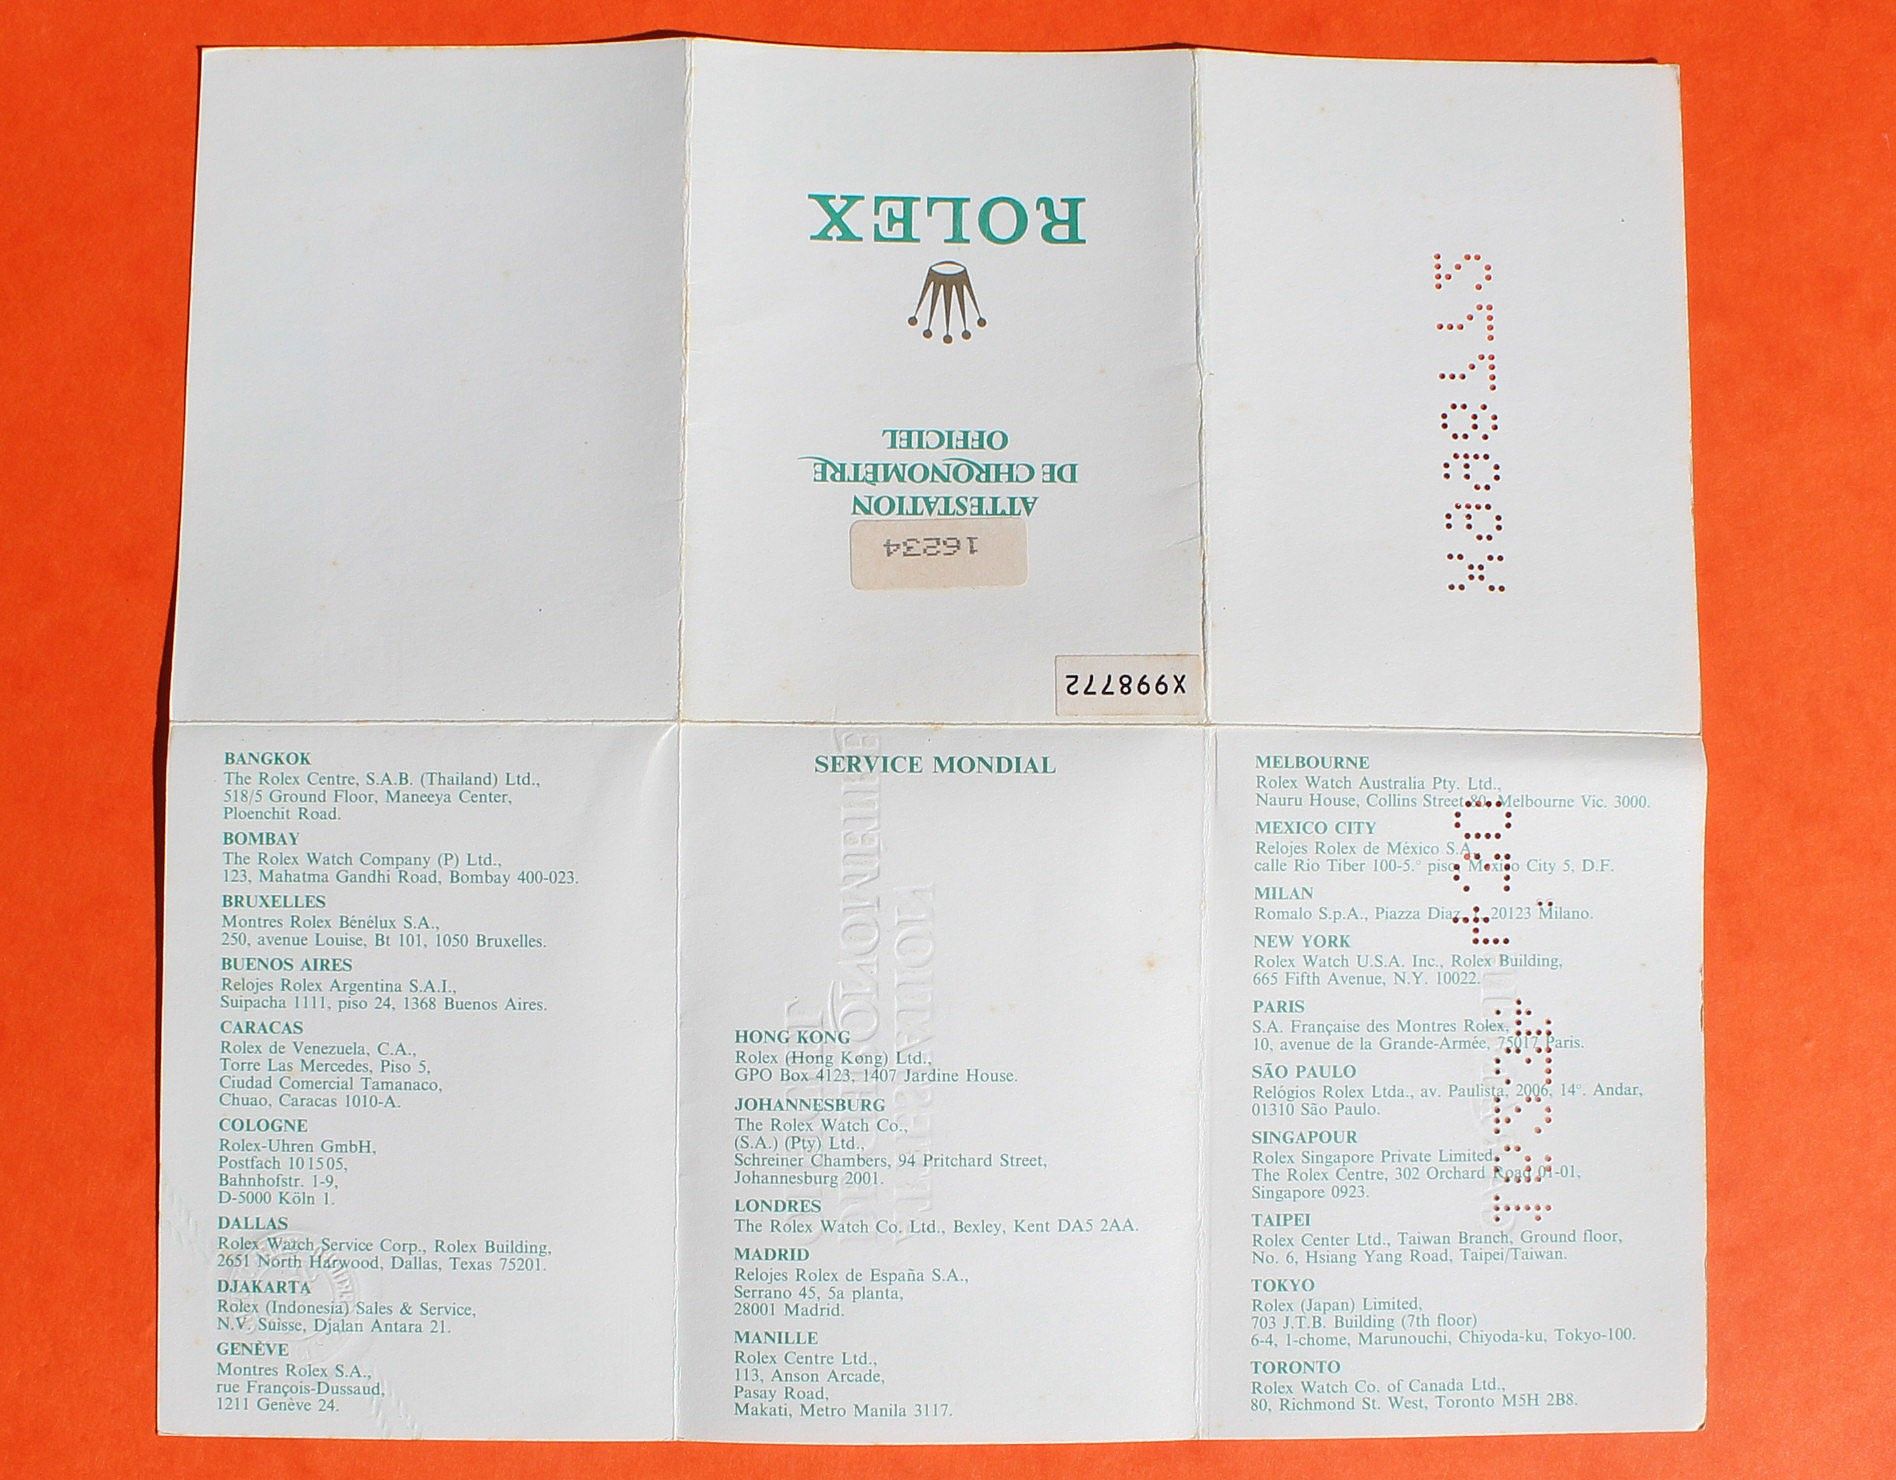 ROLEX
ATTESTATION
DE CHRONOMÈTRE
OFFICIEL
16234
X998772
X998772
BANGKOK
The Rolex Centre, S.A.B. (Thailand) Ltd.,
518/5 Ground Floor, Maneeya Center,
Ploenchit Road.
BOMBAY
The Rolex Watch Company (P) Ltd.,
123, Mahatma Gandhi Road, Bombay 400-023.
BRUXELLES
Montres Rolex Bénélux S.A.,
250, avenue Louise, Bt 101, 1050 Bruxelles.
BUENOS AIRES
Relojes Rolex Argentina S.A.I.,
Suipacha 1111, piso 24, 1368 Buenos Aires.
CARACAS
Rolex de Venezuela, C.A.,
Torre Las Mercedes, Piso 5,
Ciudad Comercial Tamanaco,
Chuao, Caracas 1010-A.
COLOGNE
Rolex-Uhren GmbH,
Postfach 101505,
Bahnhofstr. 1-9,
D-5000 Köln 1.
DALLAS
Rolex Watch Service Corp., Rolex Building,
2651 North Harwood, Dallas, Texas 75201.
DJAKARTA
Rolex (Indonesia) Sales & Service,
N.V. Suisse, Djalan Antara 21.
GENÈVE
Montres Rolex S.A.,
rue François-Dussaud,
1211 Genève 24.
SERVICE MONDIAL
HONG KONG
Rolex (Hong Kong) Ltd.,
GPO Box 4123, 1407 Jardine House.
JOHANNESBURG
The Rolex Watch Co.,
(S.A.) (Pty) Ltd.,
Schreiner Chambers, 94 Pritchard Street,
Johannesburg 2001.
LONDRES
The Rolex Watch Co. Ltd., Bexley, Kent DA5 2AA.
MADRID
Relojes Rolex de España S.A.,
Serrano 45, 5a planta,
28001 Madrid.
MANILLE
Rolex Centre Ltd.,
113, Anson Arcade,
Pasay Road,
Makati, Metro Manila 3117.
MELBOURNE
Rolex Watch Australia Pty. Ltd.,
Nauru House, Collins Street 80, Melbourne Vic. 3000.
MEXICO CITY
Relojes Rolex de México S.A.
calle Rio Tiber 100-5.° piso, Mexico City 5, D.F.
MILAN
Romalo S.p.A., Piazza Diaz, 1, 20123 Milano.
NEW YORK
Rolex Watch U.S.A. Inc., Rolex Building,
665 Fifth Avenue, N.Y. 10022.
PARIS
S.A. Française des Montres Rolex,
10, avenue de la Grande-Armée, 75017 Paris.
SÃO PAULO
Relógios Rolex Ltda., av. Paulista, 2006, 14°. Andar,
01310 São Paulo.
SINGAPOUR
Rolex Singapore Private Limited,
The Rolex Centre, 302 Orchard Road 01-01,
Singapore 0923.
TAIPEI
Rolex Center Ltd., Taiwan Branch, Ground floor,
No. 6, Hsiang Yang Road, Taipei/Taiwan.
TOKYO
Rolex (Japan) Limited,
703 J.T.B. Building (7th floor)
6-4, 1-chome, Marunouchi, Chiyoda-ku, Tokyo-100.
TORONTO
Rolex Watch Co. of Canada Ltd.,
80, Richmond St. West, Toronto M5H 2B8.